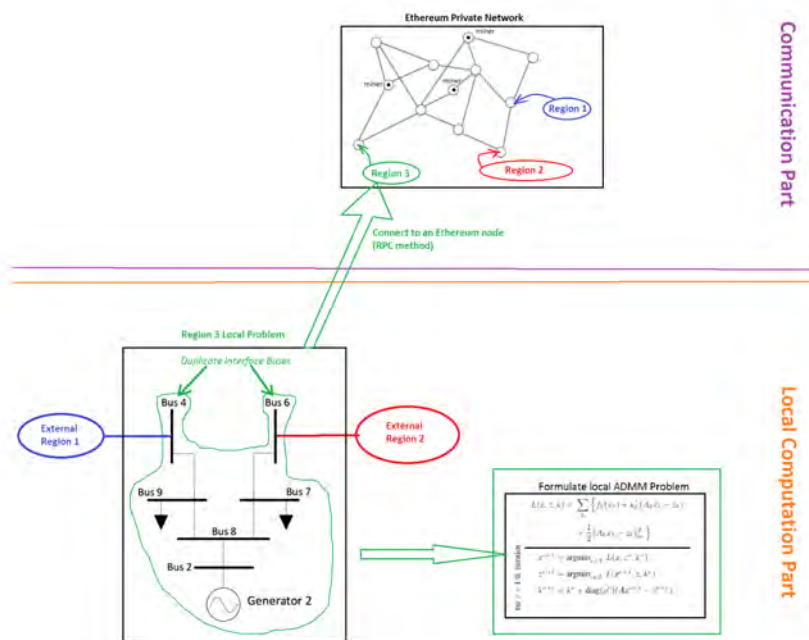 Ethereum Private Network
miner
miner
miner
Region 1
Region 2
Region 3
Communication Part
Connect to an Ethereum node
(RPC method)
Region 3 Local Problem
Duplicate Interface Buses
Bus 4
Bus 6
External
Region 1
External
Region 2
Bus 9
Bus 7
Bus 8
Bus 2
Generator 2
Local Computation Part
Formulate local ADMM Problem